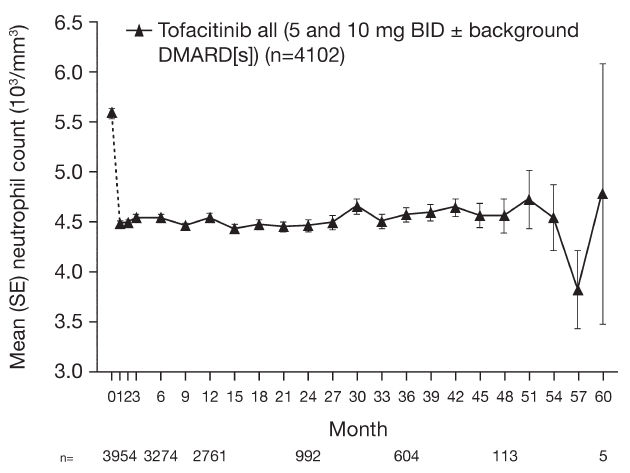 Mean (SE) neutrophil count (10³/mm³)
6.5
6.0
5.5
5.0
4.5
4.0
3.5
3.0
Tofacitinib all (5 and 10 mg BID ± background
DMARD[s]) (n=4102)
0 1 2 3 6 9 12 15 18 21 24 27 30 33 36 39 42 45 48 51 54 57 60
Month
n= 3954 3274 2761 992 604 113 5